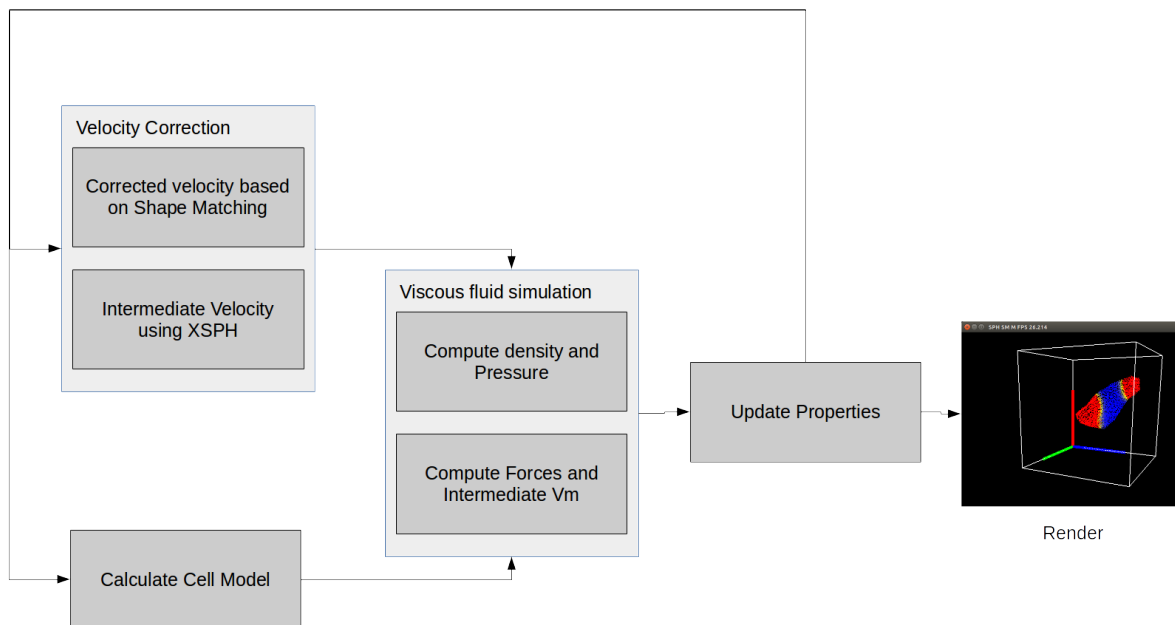 Velocity Correction
Corrected velocity based
on Shape Matching
Intermediate Velocity
using XSPH
Calculate Cell Model
Viscous fluid simulation
Compute density and
Pressure
Compute Forces and
Intermediate Vm
Update Properties
SPH SM M FPS 26.214
Render